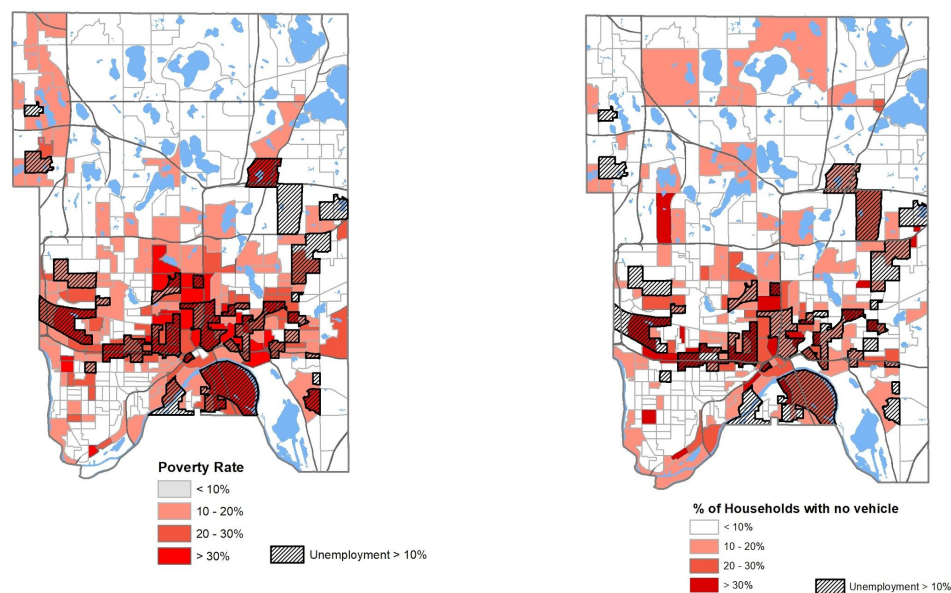 Poverty Rate
< 10%
10 - 20%
20 - 30%
> 30%
Unemployment > 10%
% of Households with no vehicle
< 10%
10 - 20%
20 - 30%
> 30%
Unemployment > 10%